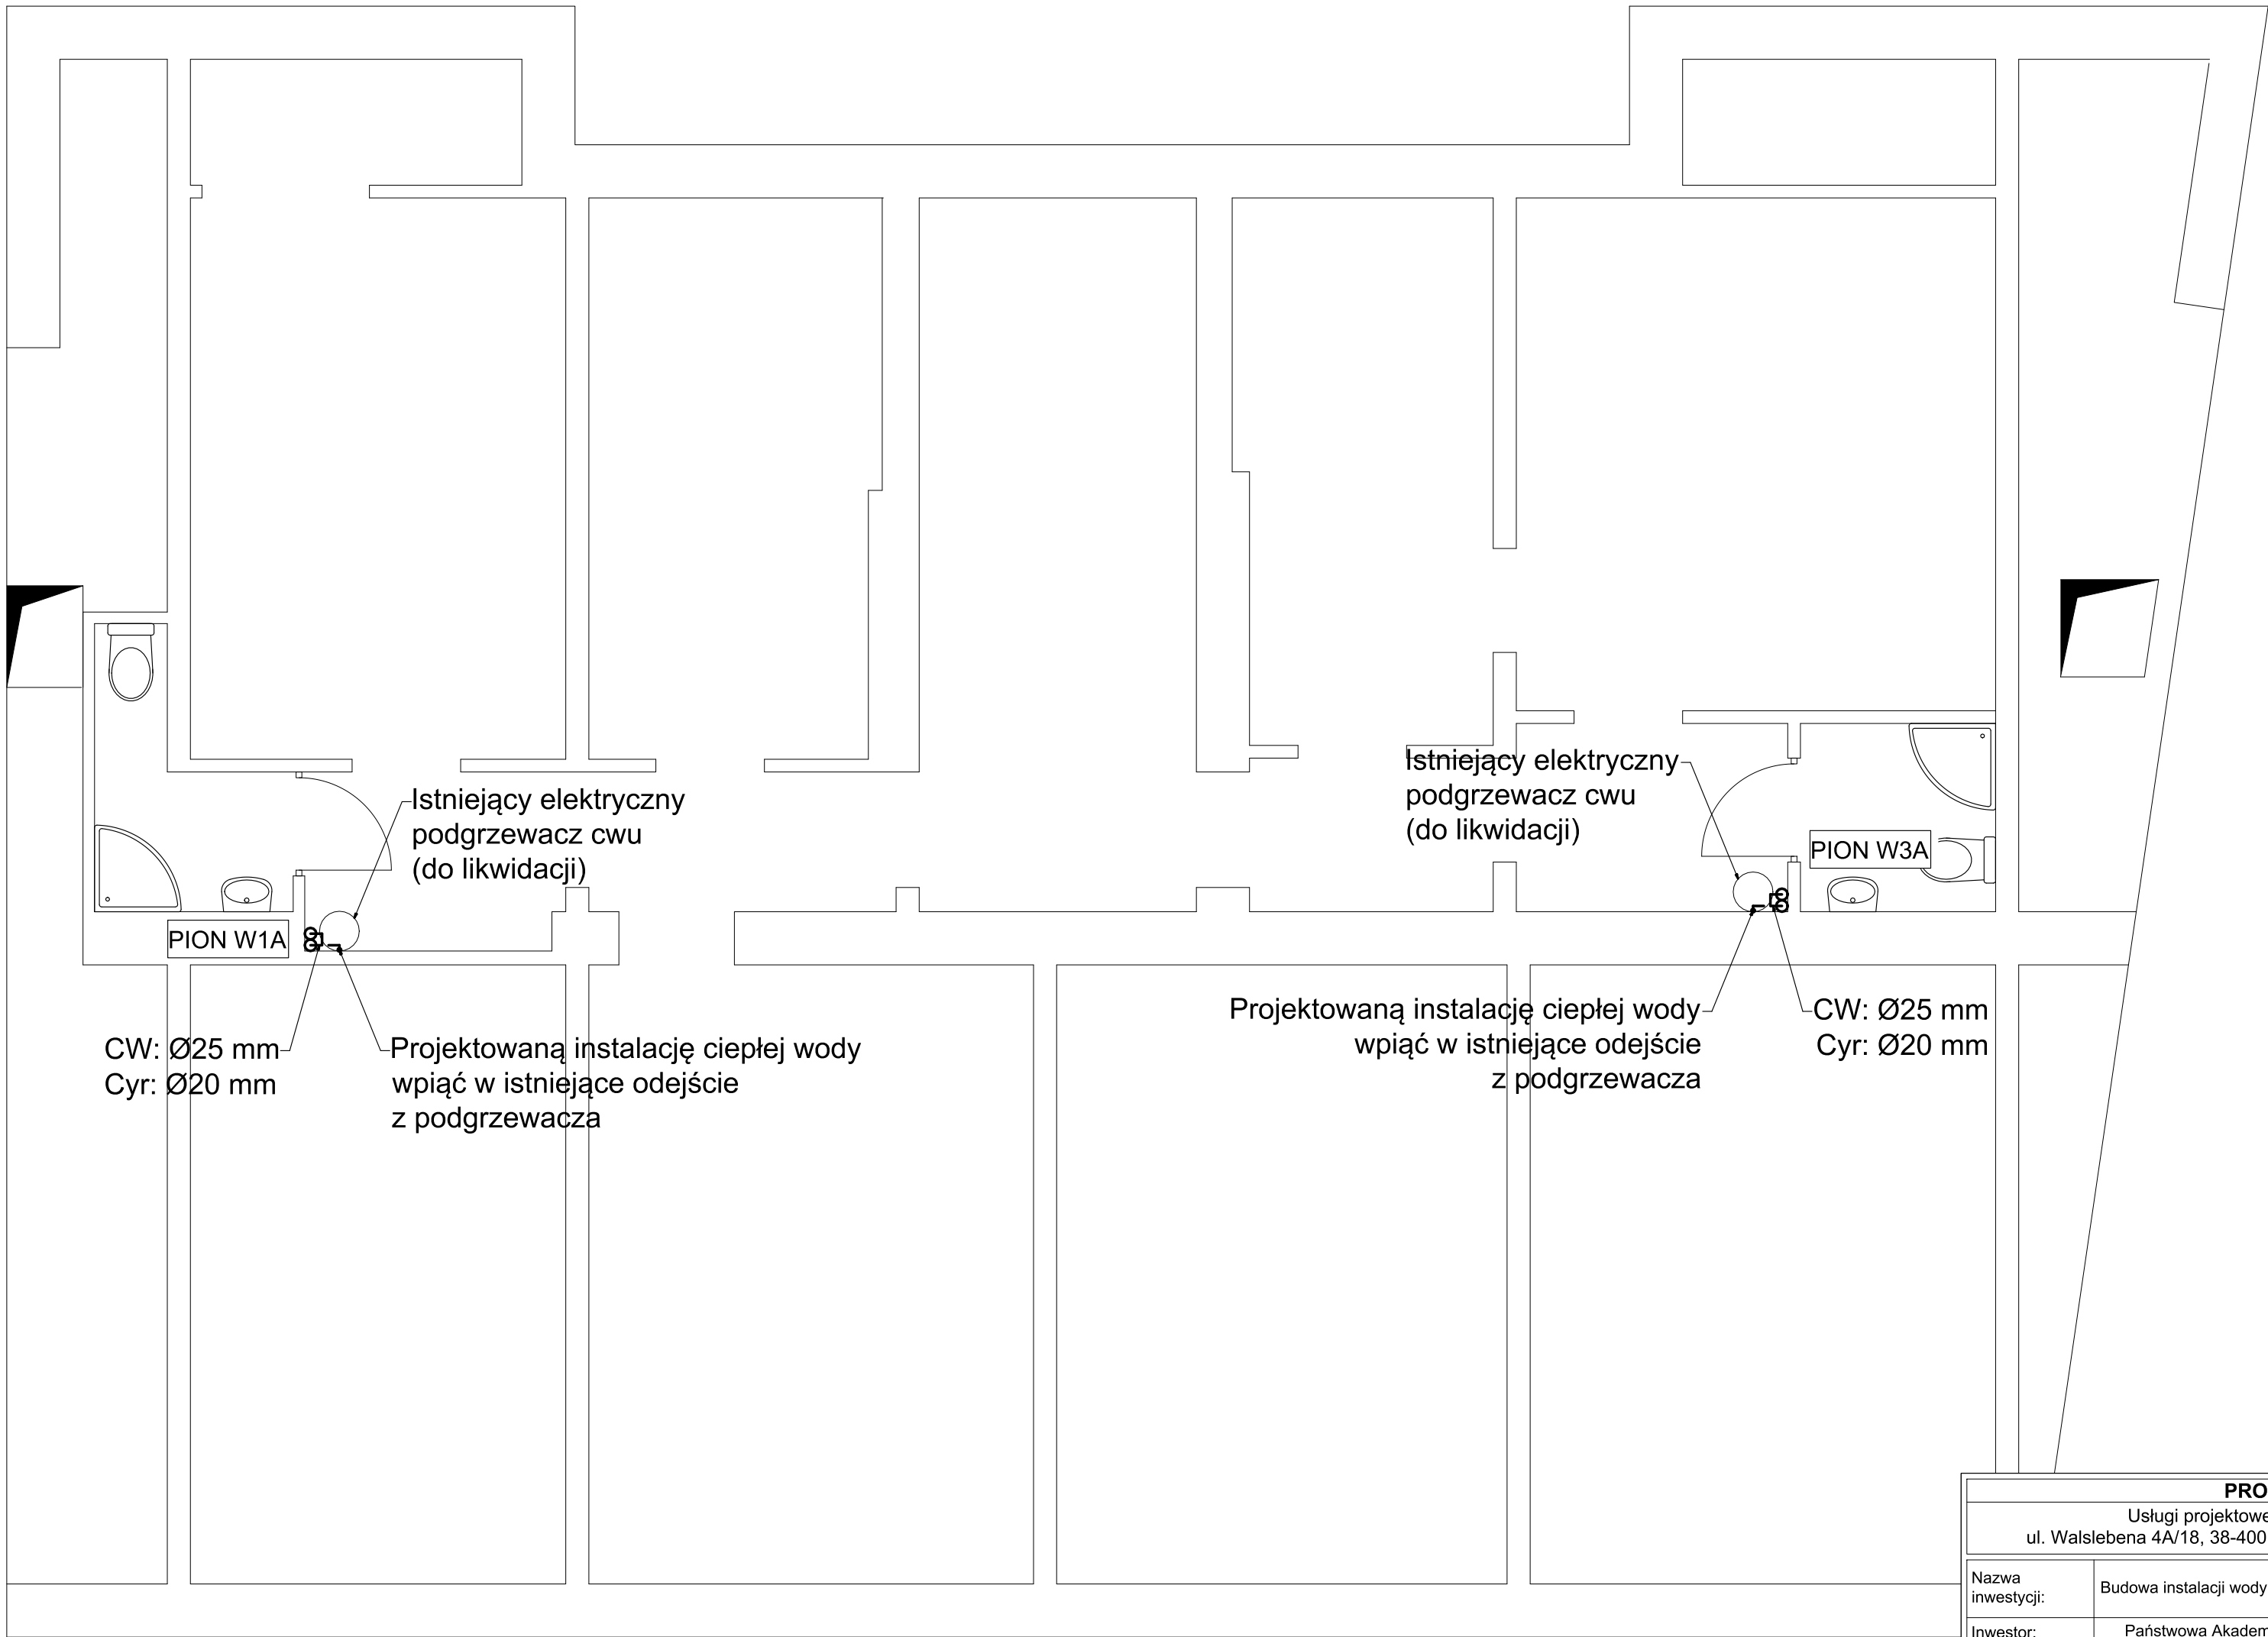 Istniejący elektryczny
podgrzewacz cwu
(do likwidacji)
Istniejący elektryczny
podgrzewacz cwu
(do likwidacji)
PION W3A
PION W1A
CW: Ø25 mm
Cyr: Ø20 mm
Projektowaną instalację ciepłej wody
wpiąć w istniejące odejście
z podgrzewacza
Projektowaną instalację ciepłej wody
wpiąć w istniejące odejście
z podgrzewacza
CW: Ø25 mm
Cyr: Ø20 mm
PRO
Usługi projektowe
ul. Walslebena 4A/18, 38-400
Nazwa
inwestycji:
Budowa instalacji wody
Inwestor:
Państwowa Akadem